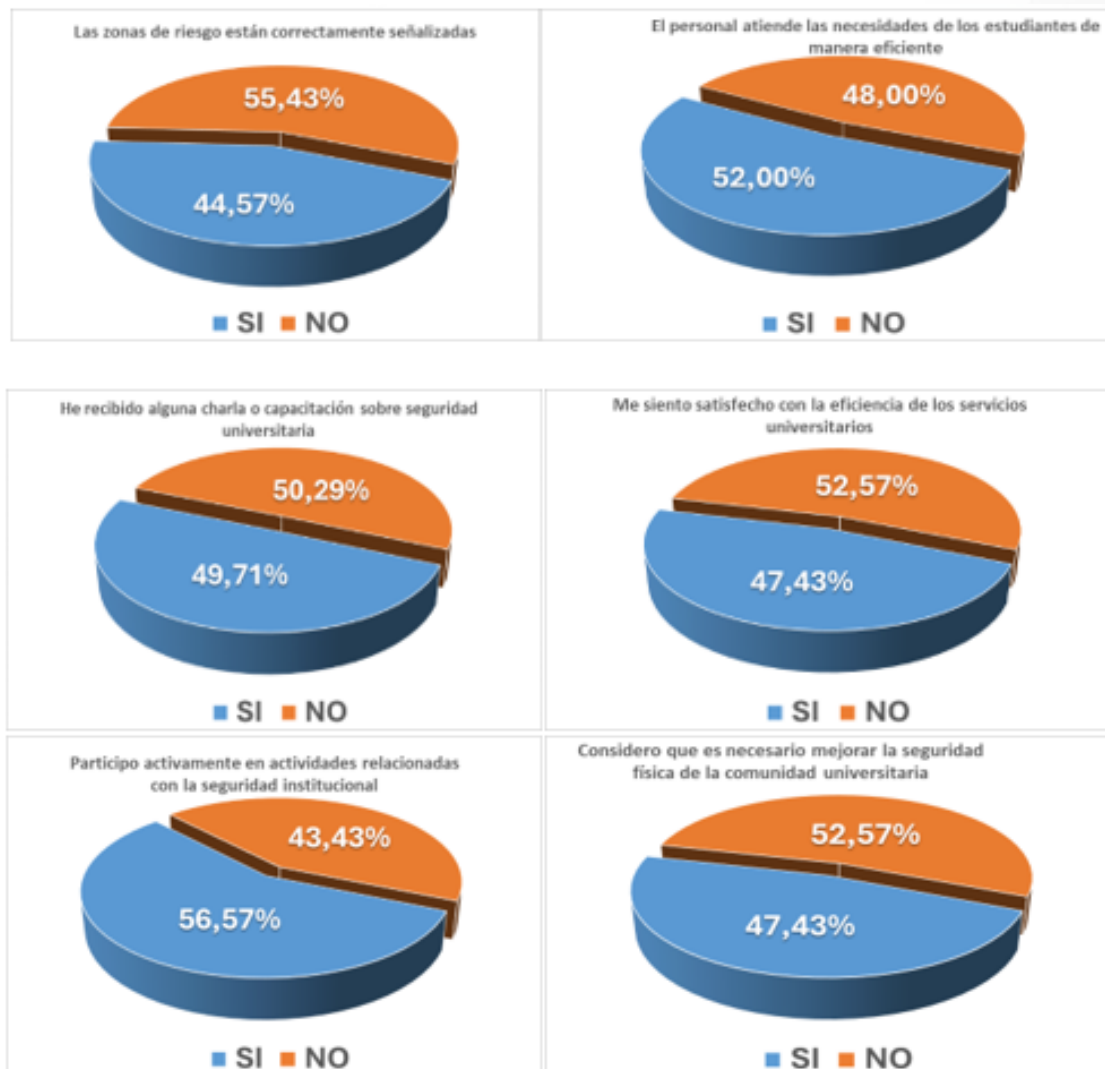 Las zonas de riesgo están correctamente señalizadas
55,43%
44,57%
SI NO
El personal atiende las necesidades de los estudiantes de
manera eficiente
48,00%
52,00%
SI NO
He recibido alguna charla o capacitación sobre seguridad
universitaria
50,29%
49,71%
SI NO
Me siento satisfecho con la eficiencia de los servicios
universitarios
52,57%
47,43%
SI NO
Participo activamente en actividades relacionadas
con la seguridad institucional
43,43%
56,57%
SI NO
Considero que es necesario mejorar la seguridad
física de la comunidad universitaria
52,57%
47,43%
SI NO